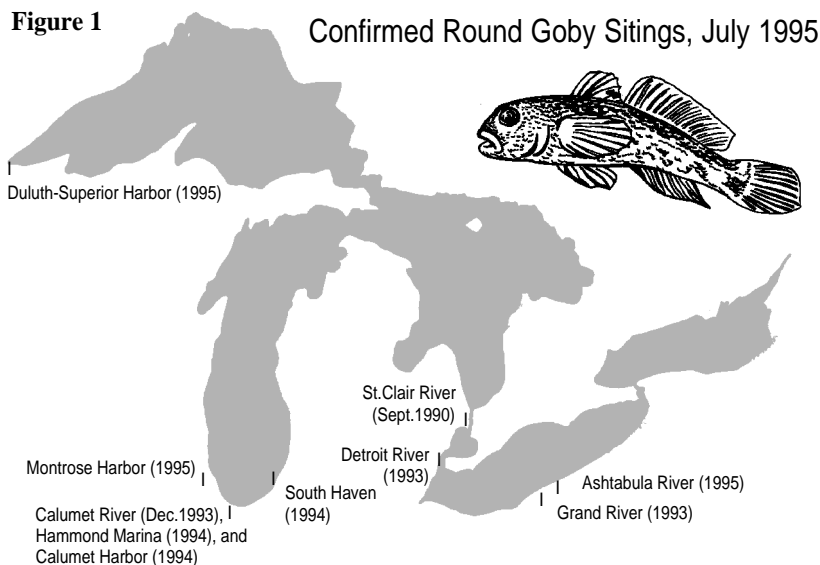 Figure 1
Confirmed Round Goby Sitings, July 1995
Duluth-Superior Harbor (1995)
St.Clair River
(Sept.1990)
Detroit River
(1993)
Montrose Harbor (1995)
South Haven
(1994)
Calumet River (Dec.1993),
Hammond Marina (1994), and
Calumet Harbor (1994)
Ashtabula River (1995)
Grand River (1993)